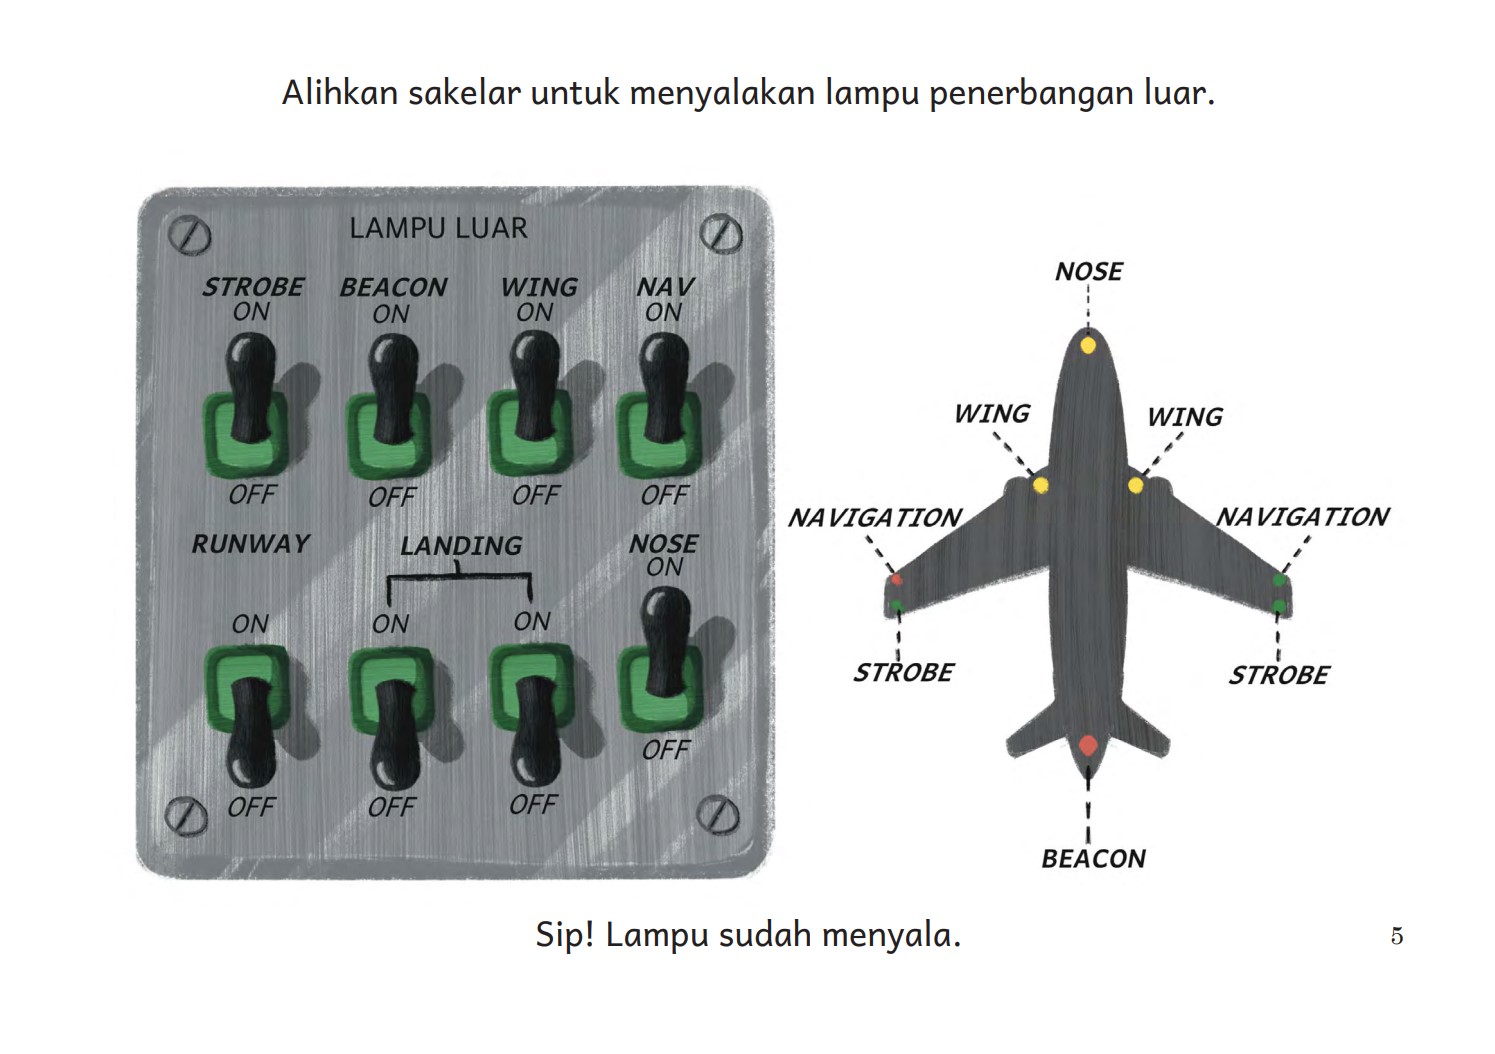 Alihkan sakelar untuk menyalakan lampu penerbangan luar.
LAMPU LUAR
STROBE BEACON WING NAV
ON ON ON ON
OFF OFF OFF OFF
RUNWAY LANDING NOSE
ON
ON ON ON
OFF
OFF OFF OFF
NOSE
WING WING
NAVIGATION NAVIGATION
STROBE STROBE
BEACON
Sip! Lampu sudah menyala.
5